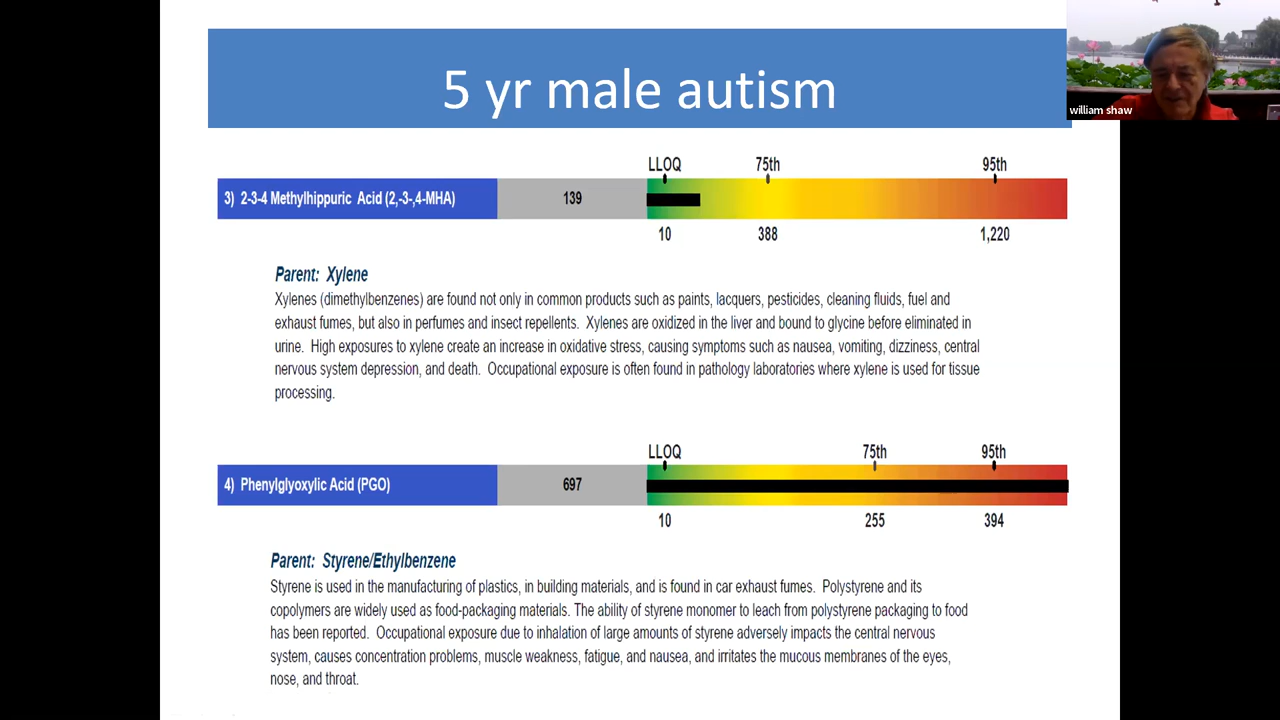 5 yr male autism
william shaw
LLOQ 75th 95th
3) 2-3-4 Methylhippuric Acid (2,-3-,4-MHA) 139
10 388 1,220
Parent: Xylene
Xylenes (dimethylbenzenes) are found not only in common products such as paints, lacquers, pesticides, cleaning fluids, fuel and
exhaust fumes, but also in perfumes and insect repellents. Xylenes are oxidized in the liver and bound to glycine before eliminated in
urine. High exposures to xylene create an increase in oxidative stress, causing symptoms such as nausea, vomiting, dizziness, central
nervous system depression, and death. Occupational exposure is often found in pathology laboratories where xylene is used for tissue
processing.
LLOQ 75th 95th
4) Phenylglyoxylic Acid (PGO) 697
10 255 394
Parent: Styrene/Ethylbenzene
Styrene is used in the manufacturing of plastics, in building materials, and is found in car exhaust fumes. Polystyrene and its
copolymers are widely used as food-packaging materials. The ability of styrene monomer to leach from polystyrene packaging to food
has been reported. Occupational exposure due to inhalation of large amounts of styrene adversely impacts the central nervous
system, causes concentration problems, muscle weakness, fatigue, and nausea, and irritates the mucous membranes of the eyes,
nose, and throat.